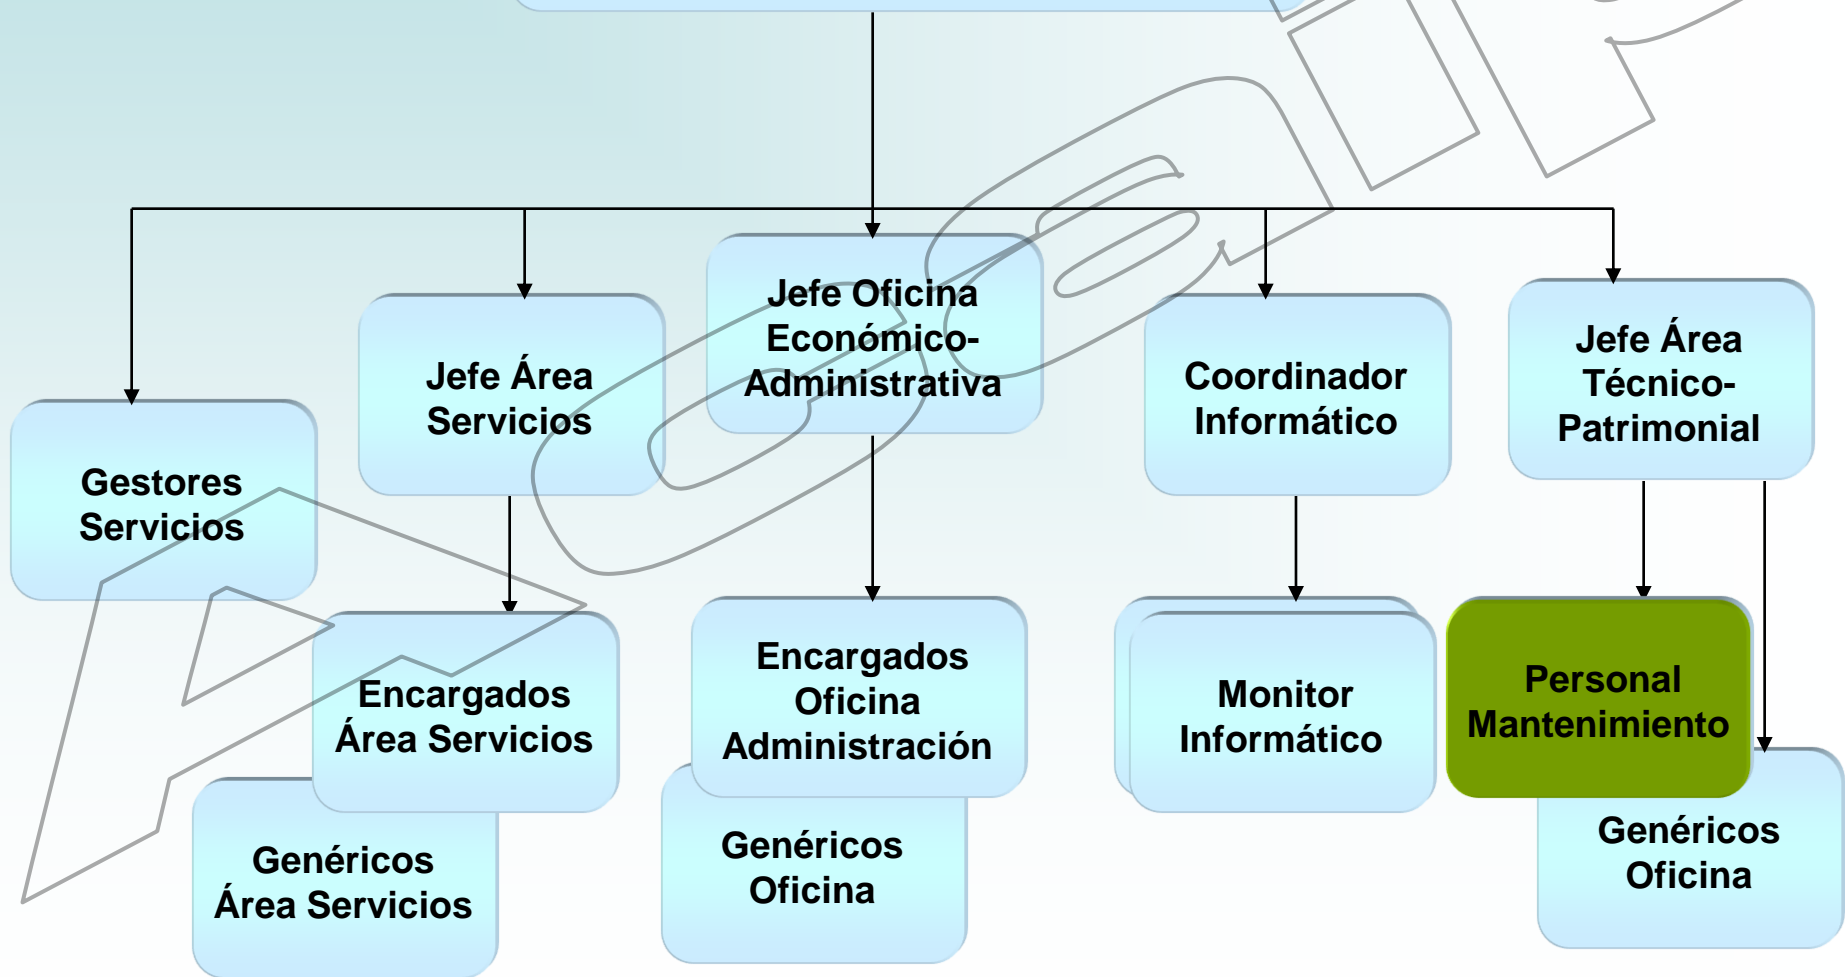 Jefe Oficina
Económico-
Administrativa
Jefe Área
Servicios
Coordinador
Informático
Jefe Área
Técnico-
Patrimonial
Gestores
Servicios
Encargados
Área Servicios
Encargados
Oficina
Administración
Monitor
Informático
Personal
Mantenimiento
Genéricos
Área Servicios
Genéricos
Oficina
Genéricos
Oficina